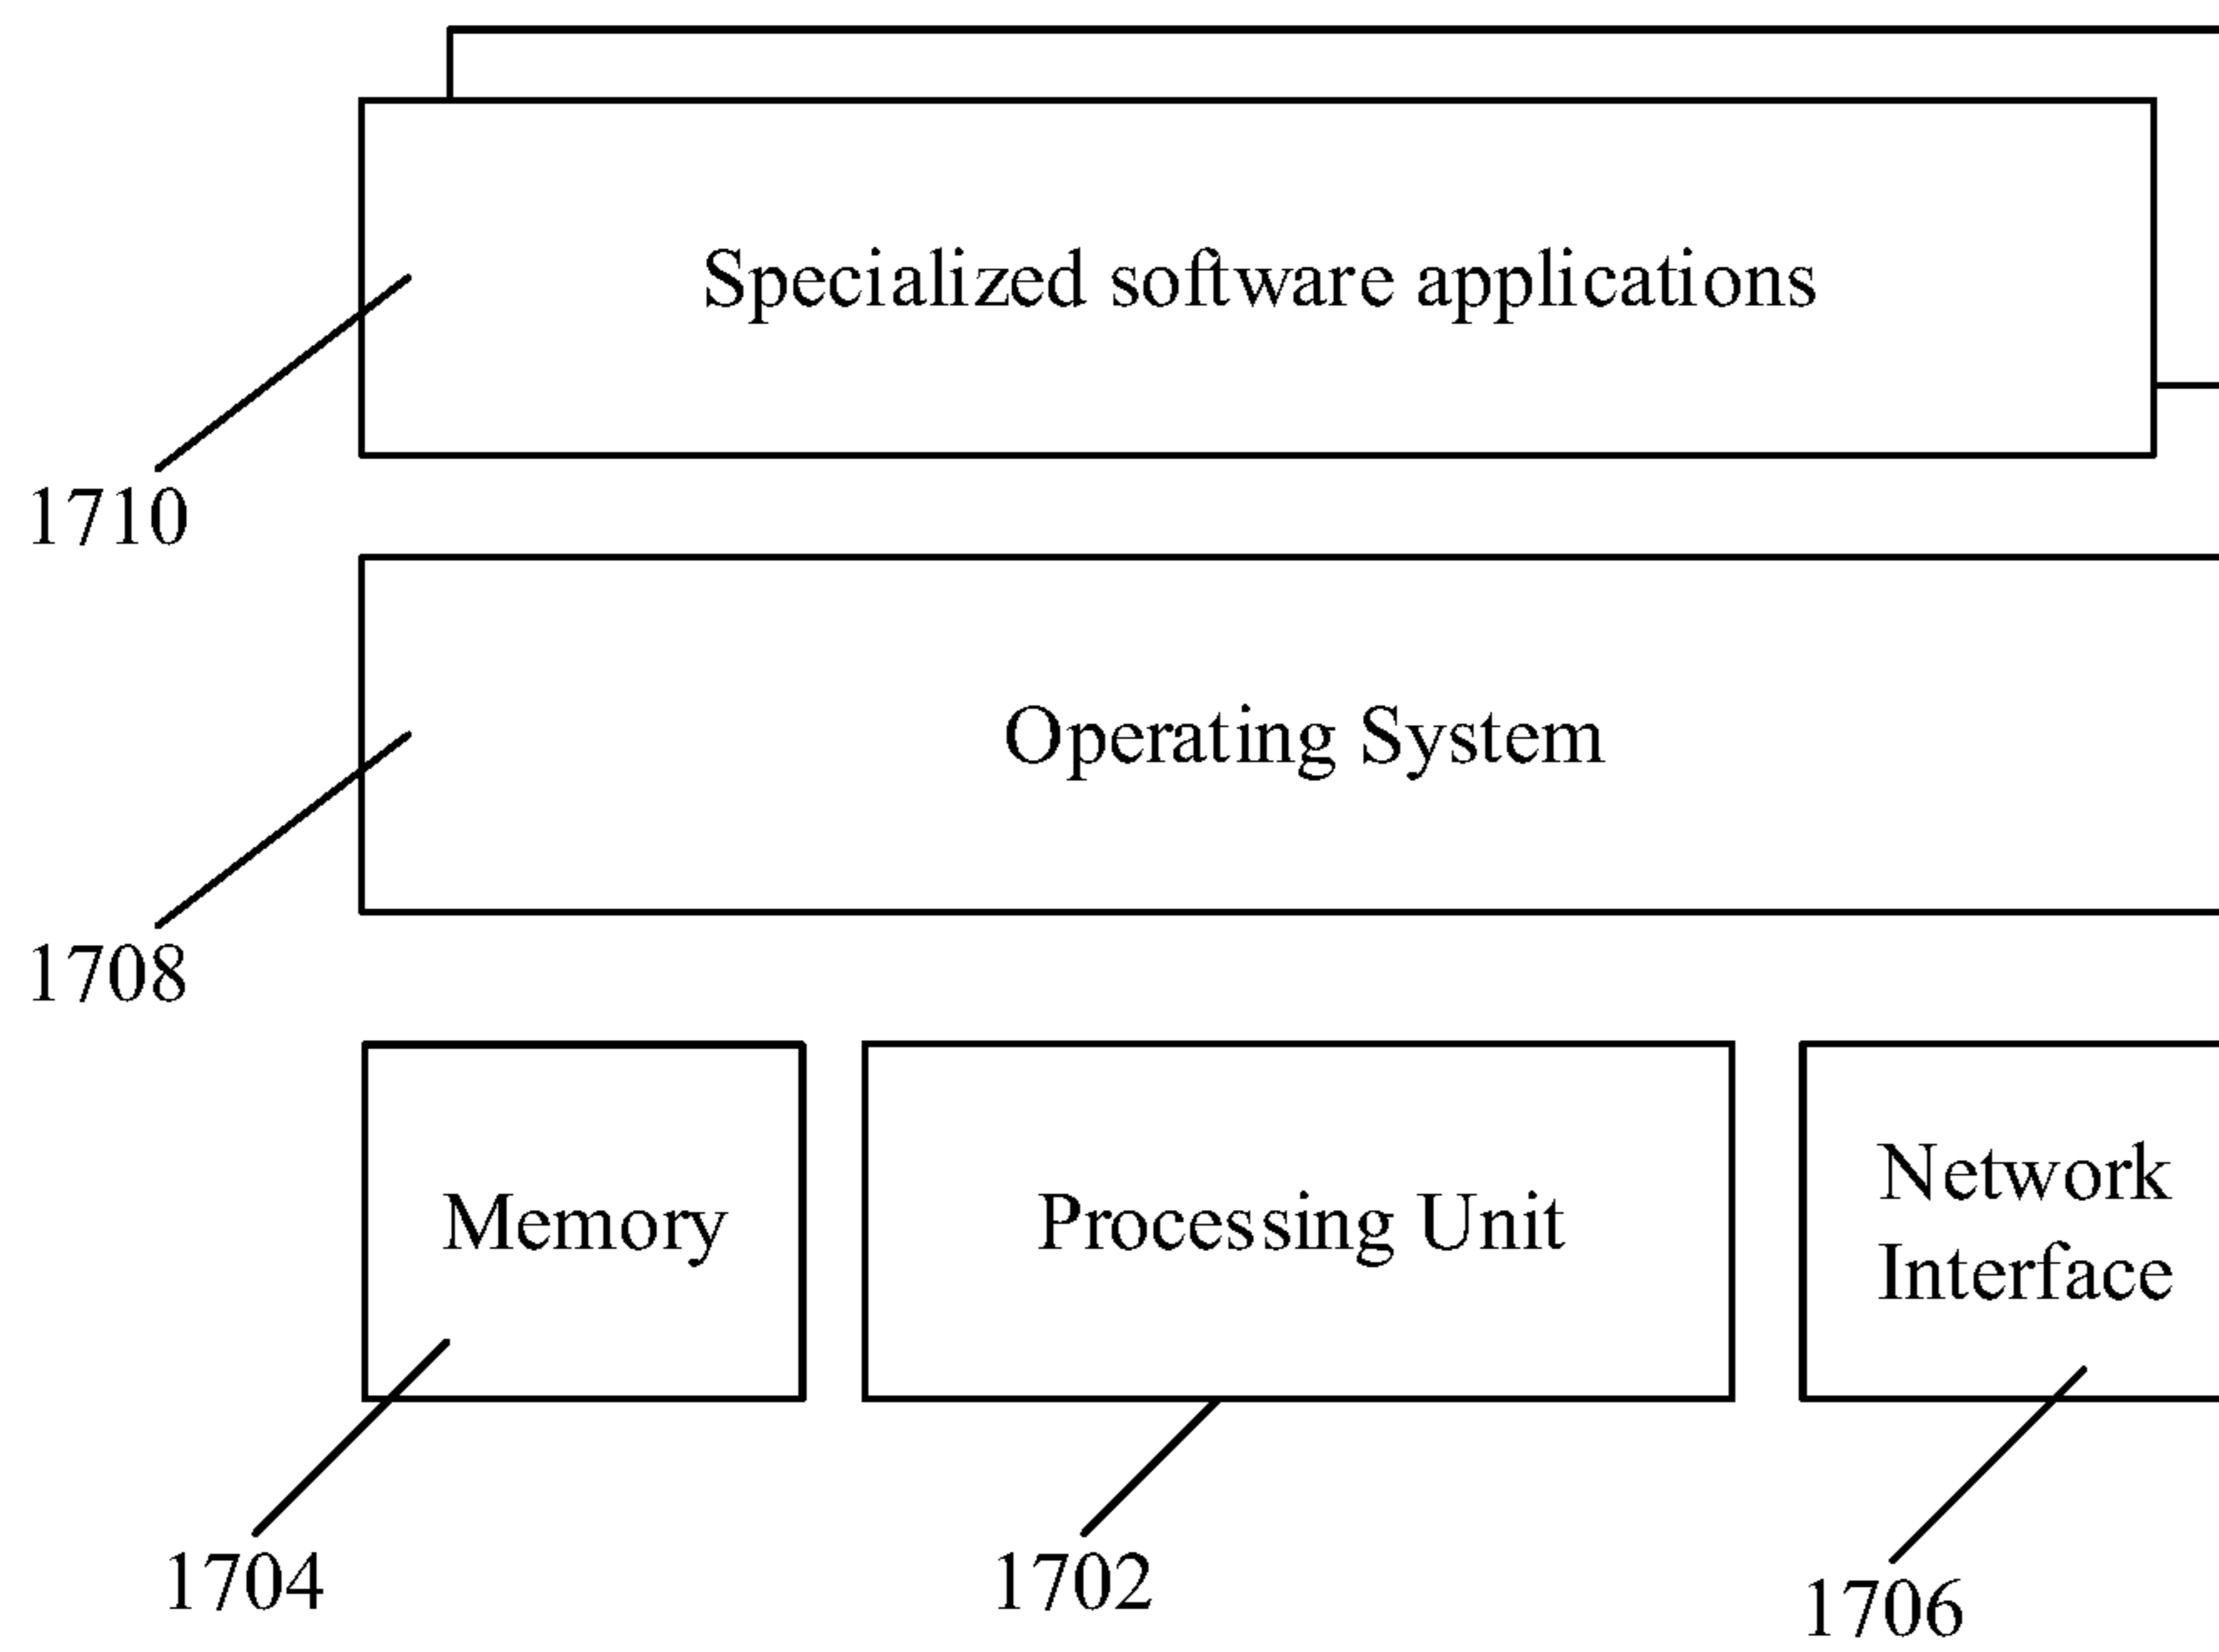 Specialized software applications
1710
Operating System
1708
Memory
Processing Unit
Network
Interface
1704
1702
1706